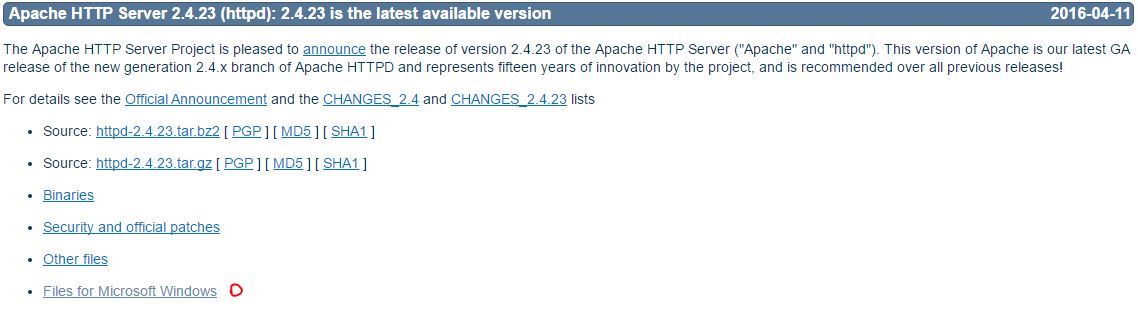 Apache HTTP Server 2.4.23 (httpd): 2.4.23 is the latest available version 2016-04-11
The Apache HTTP Server Project is pleased to announce the release of version 2.4.23 of the Apache HTTP Server ("Apache" and "httpd"). This version of Apache is our latest GA
release of the new generation 2.4.x branch of Apache HTTPD and represents fifteen years of innovation by the project, and is recommended over all previous releases!
For details see the Official Announcement and the CHANGES_2.4 and CHANGES_2.4.23 lists
• Source: httpd-2.4.23.tar.bz2 [ PGP ] [ MD5 ] [ SHA1 ]
• Source: httpd-2.4.23.tar.gz [ PGP ] [ MD5 ] [ SHA1 ]
• Binaries
• Security and official patches
• Other files
• Files for Microsoft Windows